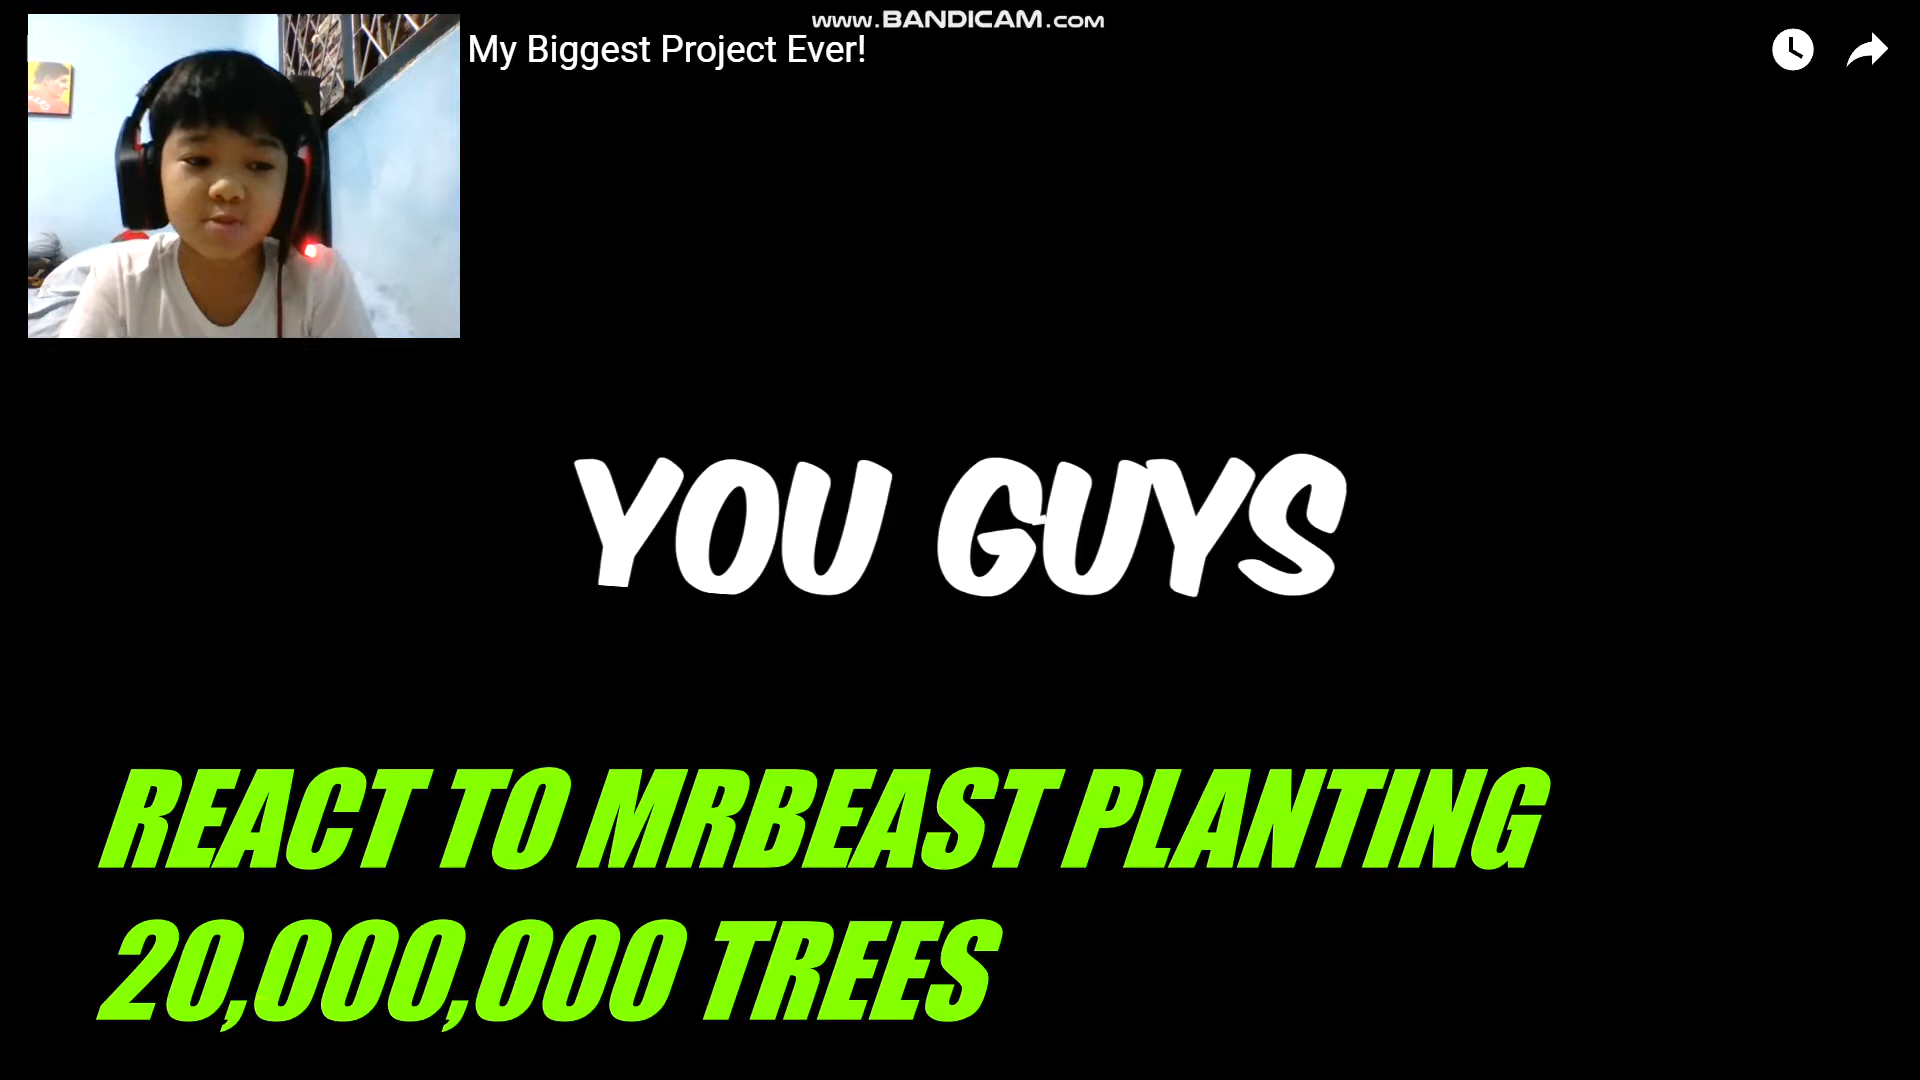 www.BANDICAM.com
My Biggest Project Ever!
YOU GUYS
REACT TO MRBEAST PLANTING
20,000,000 TREES